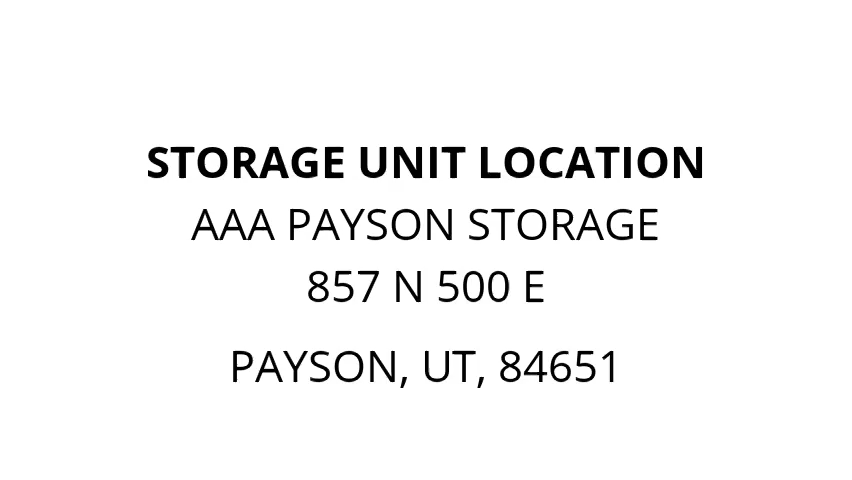 STORAGE UNIT LOCATION
AAA PAYSON STORAGE
857 N 500 E
PAYSON, UT, 84651